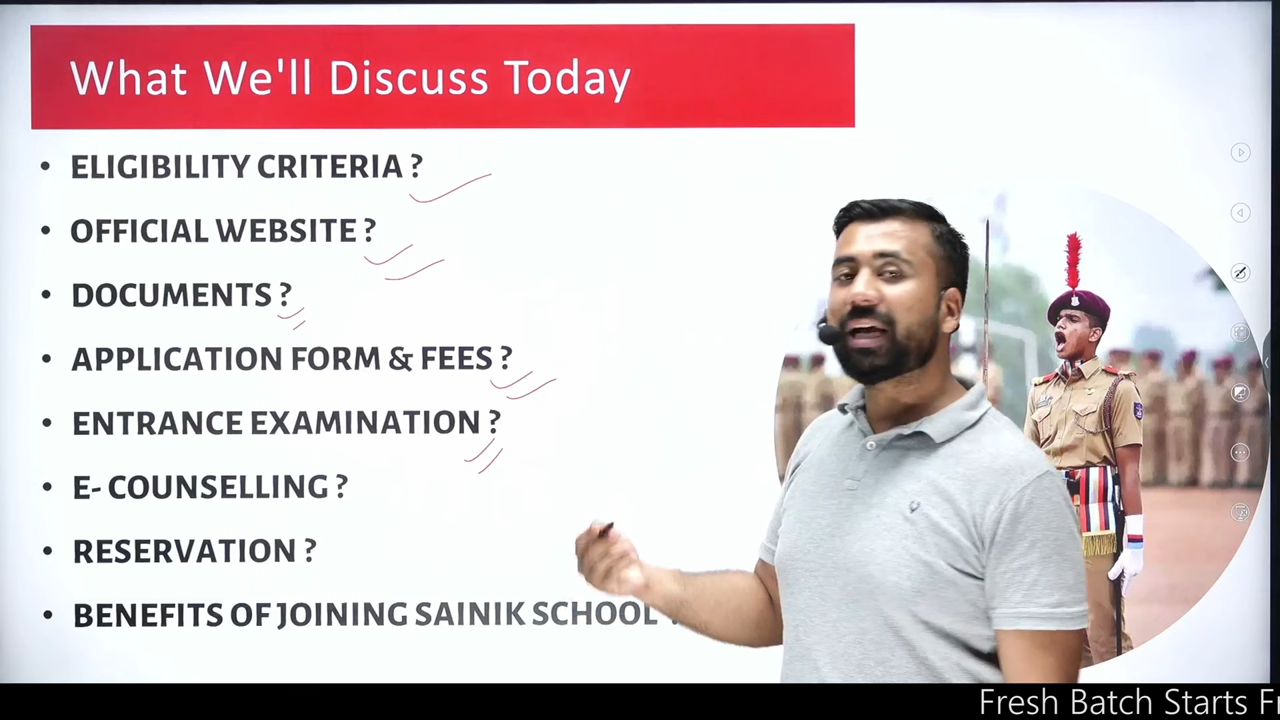 What We'll Discuss Today
• ELIGIBILITY CRITERIA ?
• OFFICIAL WEBSITE ?
• DOCUMENTS ?
• APPLICATION FORM & FEES ?
• ENTRANCE EXAMINATION ?
• E- COUNSELLING ?
• RESERVATION ?
• BENEFITS OF JOINING SAINIK SCHOOL ?
Fresh Batch Starts